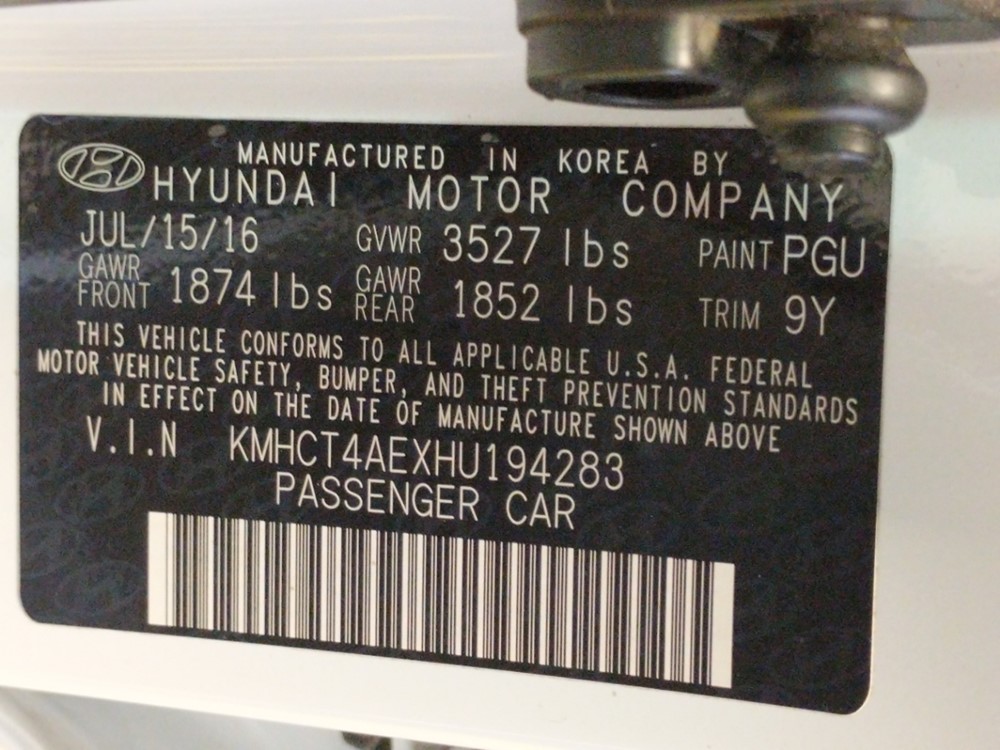 MANUFACTURED IN KOREA BY
HYUNDAI MOTOR COMPANY
JUL/15/16 GVWR 3527 lbs PAINT PGU
GAWR FRONT 1874 lbs GAWR REAR 1852 lbs TRIM 9Y
THIS VEHICLE CONFORMS TO ALL APPLICABLE U.S.A. FEDERAL
MOTOR VEHICLE SAFETY, BUMPER, AND THEFT PREVENTION STANDARDS
IN EFFECT ON THE DATE OF MANUFACTURE SHOWN ABOVE
V.I.N KMHCT4AEXHU194283
PASSENGER CAR